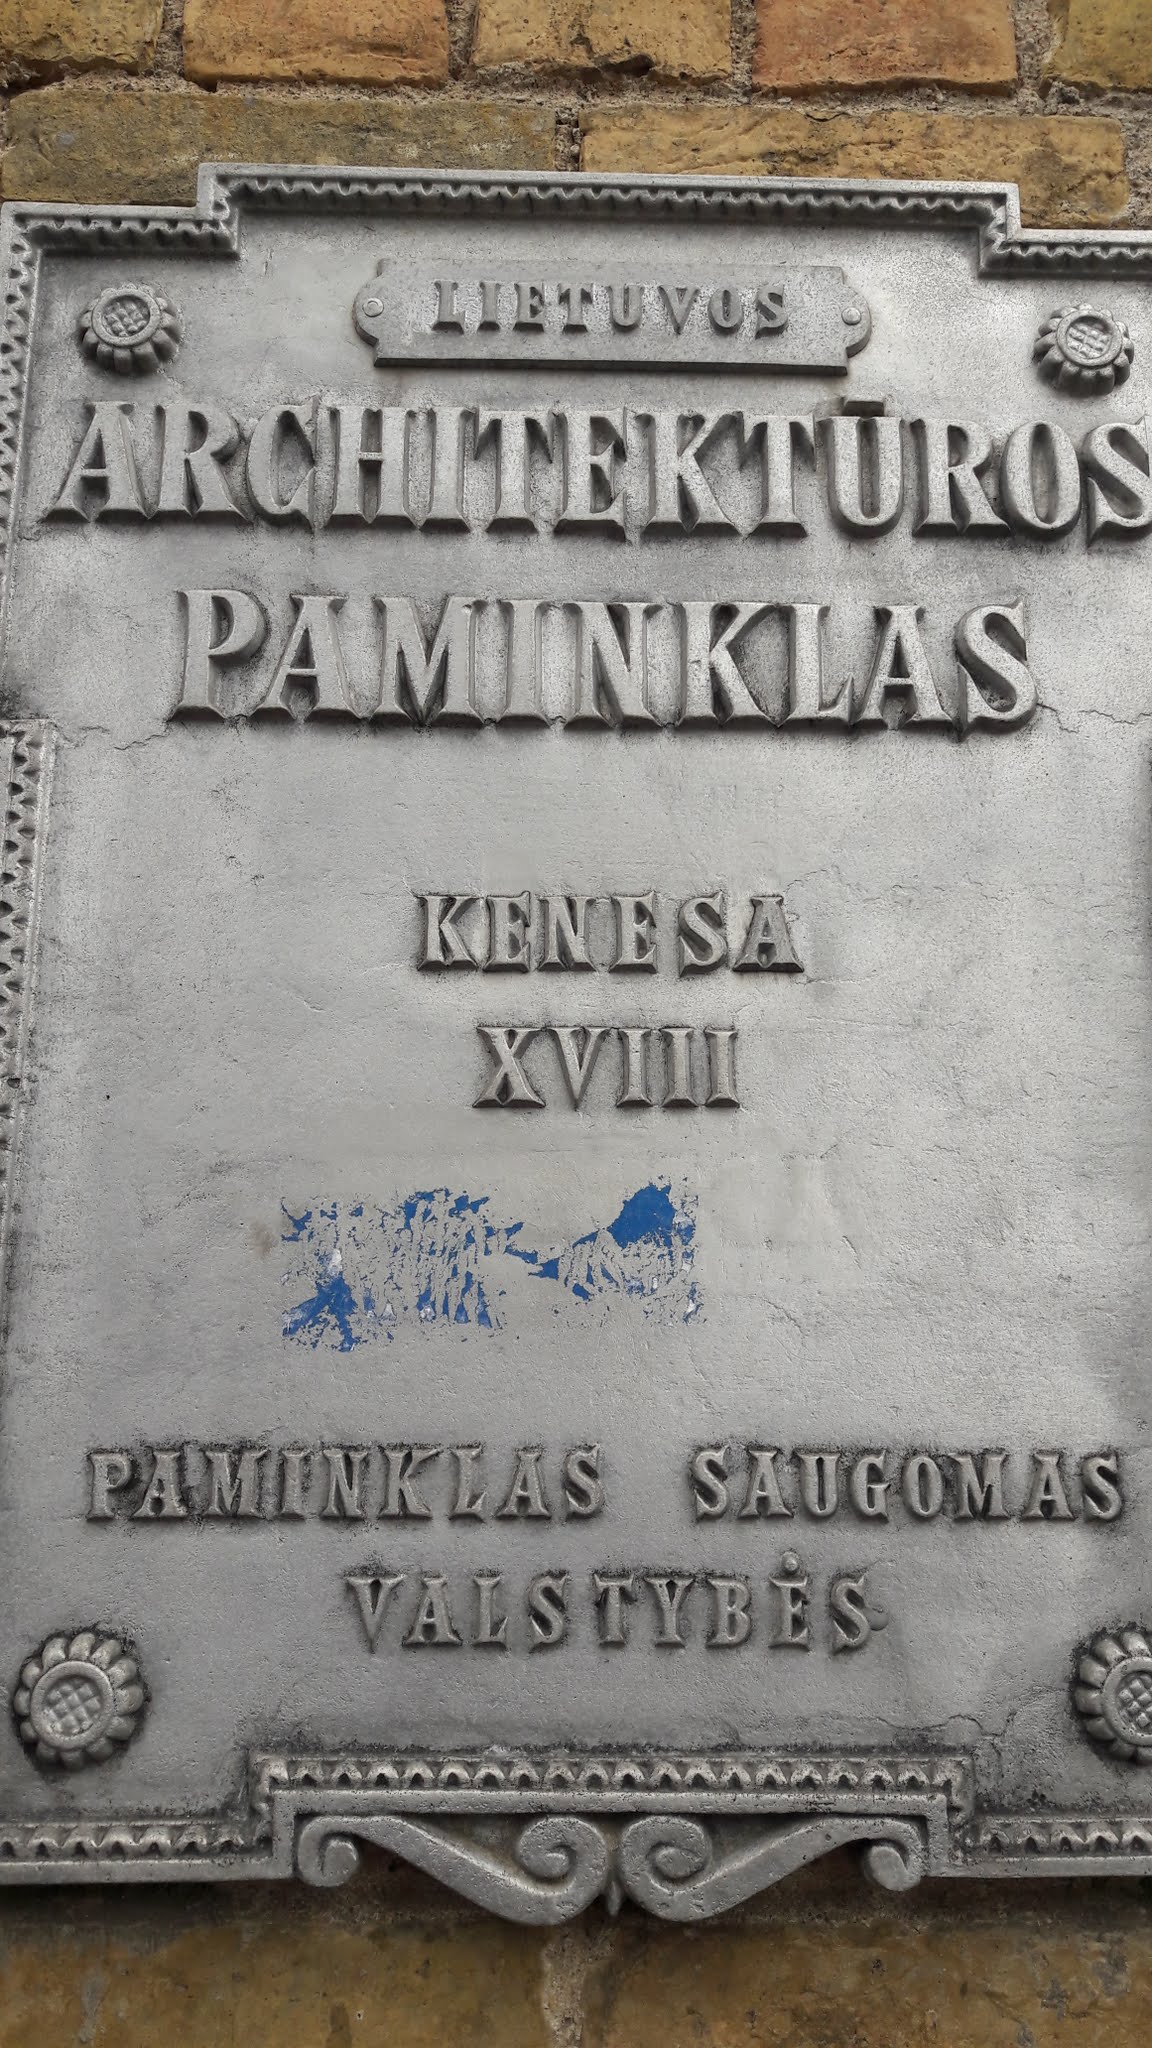 LIETUVOS
ARCHITEKTŪROS
PAMINKLAS
KENESA
XVIII
PAMINKLAS SAUGOMAS
VALSTYBĖS